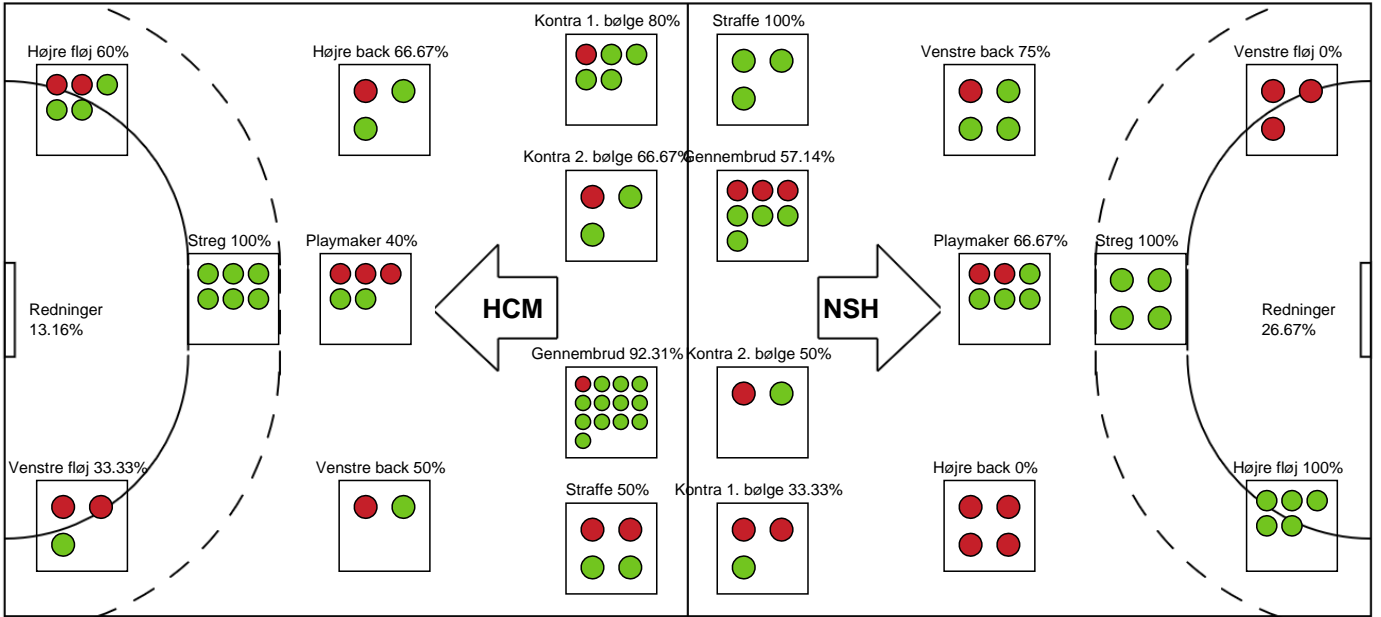 Kontra 1. bølge 80%
Straffe 100%
Højre fløj 60%
Højre back 66.67%
Venstre back 75%
Venstre fløj 0%
Kontra 2. bølge 66.67%
Gennembrud 57.14%
Streg 100%
Playmaker 40%
Playmaker 66.67%
Streg 100%
Redninger
13.16%
HCM
NSH
Redninger
26.67%
Gennembrud 92.31%
Kontra 2. bølge 50%
Venstre fløj 33.33%
Venstre back 50%
Højre back 0%
Højre fløj 100%
Straffe 50%
Kontra 1. bølge 33.33%